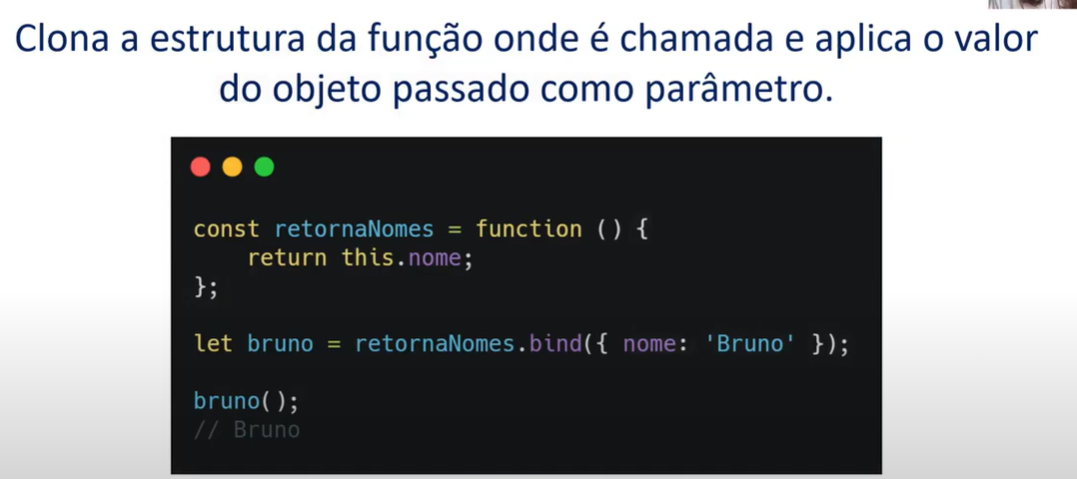 Clona a estrutura da função onde é chamada e aplica o valor
do objeto passado como parâmetro.
const retornaNomes = function () {
    return this.nome;
};
let bruno = retornaNomes.bind({ nome: 'Bruno' });
bruno();
// Bruno